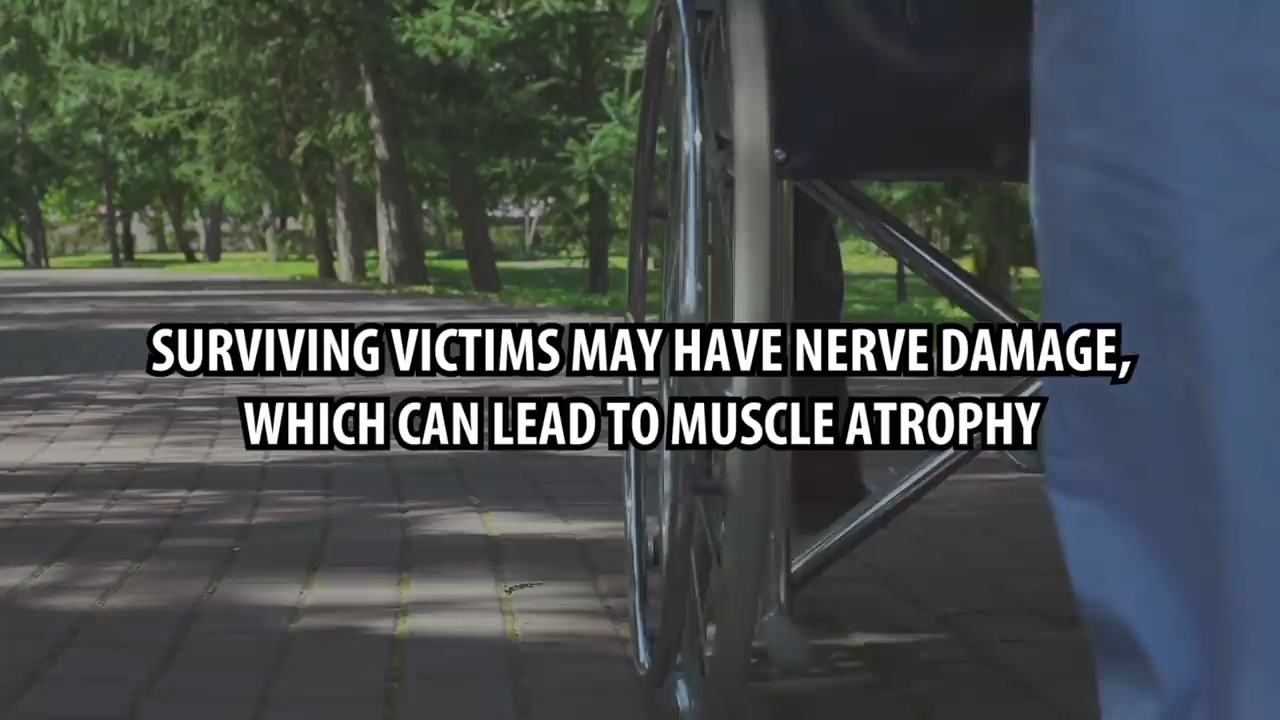 SURVIVING VICTIMS MAY HAVE NERVE DAMAGE,
WHICH CAN LEAD TO MUSCLE ATROPHY